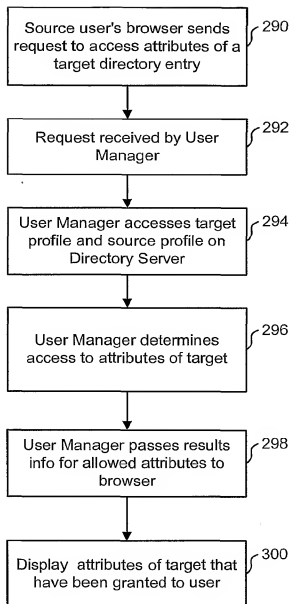 Source user's browser sends
request to access attributes of a
target directory entry
290
Request received by User
Manager
292
User Manager accesses target
profile and source profile on
Directory Server
294
User Manager determines
access to attributes of target
296
User Manager passes results
info for allowed attributes to
browser
298
Display attributes of target that
have been granted to user
300